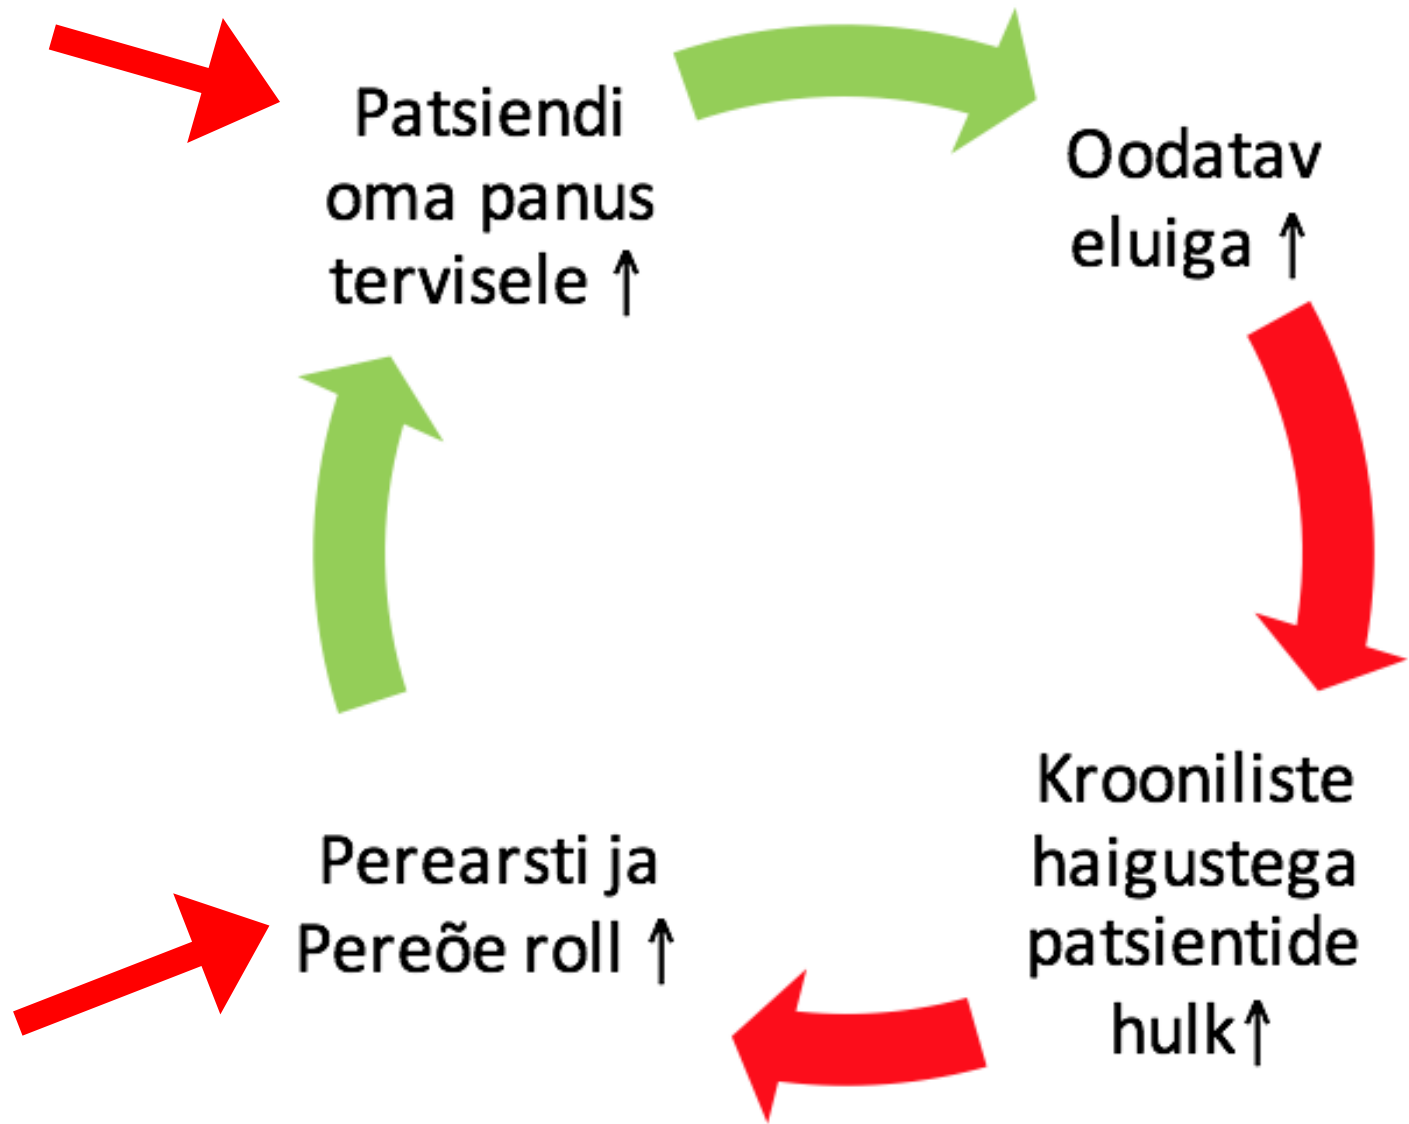 Patsiendi
oma panus
tervisele ↑
Oodatav
eluiga ↑
Krooniliste
haigustega
patsientide
hulk↑
Perearsti ja
Pereõe roll ↑